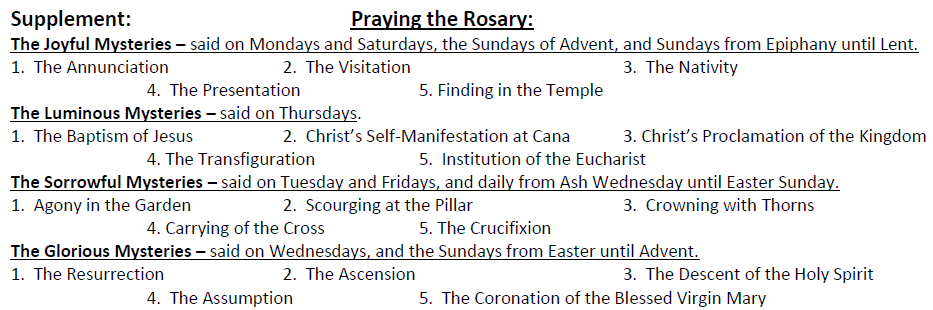 Supplement: Praying the Rosary:
The Joyful Mysteries – said on Mondays and Saturdays, the Sundays of Advent, and Sundays from Epiphany until Lent.
1. The Annunciation 2. The Visitation 3. The Nativity
4. The Presentation 5. Finding in the Temple
The Luminous Mysteries – said on Thursdays.
1. The Baptism of Jesus 2. Christ’s Self-Manifestation at Cana 3. Christ’s Proclamation of the Kingdom
4. The Transfiguration 5. Institution of the Eucharist
The Sorrowful Mysteries – said on Tuesday and Fridays, and daily from Ash Wednesday until Easter Sunday.
1. Agony in the Garden 2. Scourging at the Pillar 3. Crowning with Thorns
4. Carrying of the Cross 5. The Crucifixion
The Glorious Mysteries – said on Wednesdays, and the Sundays from Easter until Advent.
1. The Resurrection 2. The Ascension 3. The Descent of the Holy Spirit
4. The Assumption 5. The Coronation of the Blessed Virgin Mary